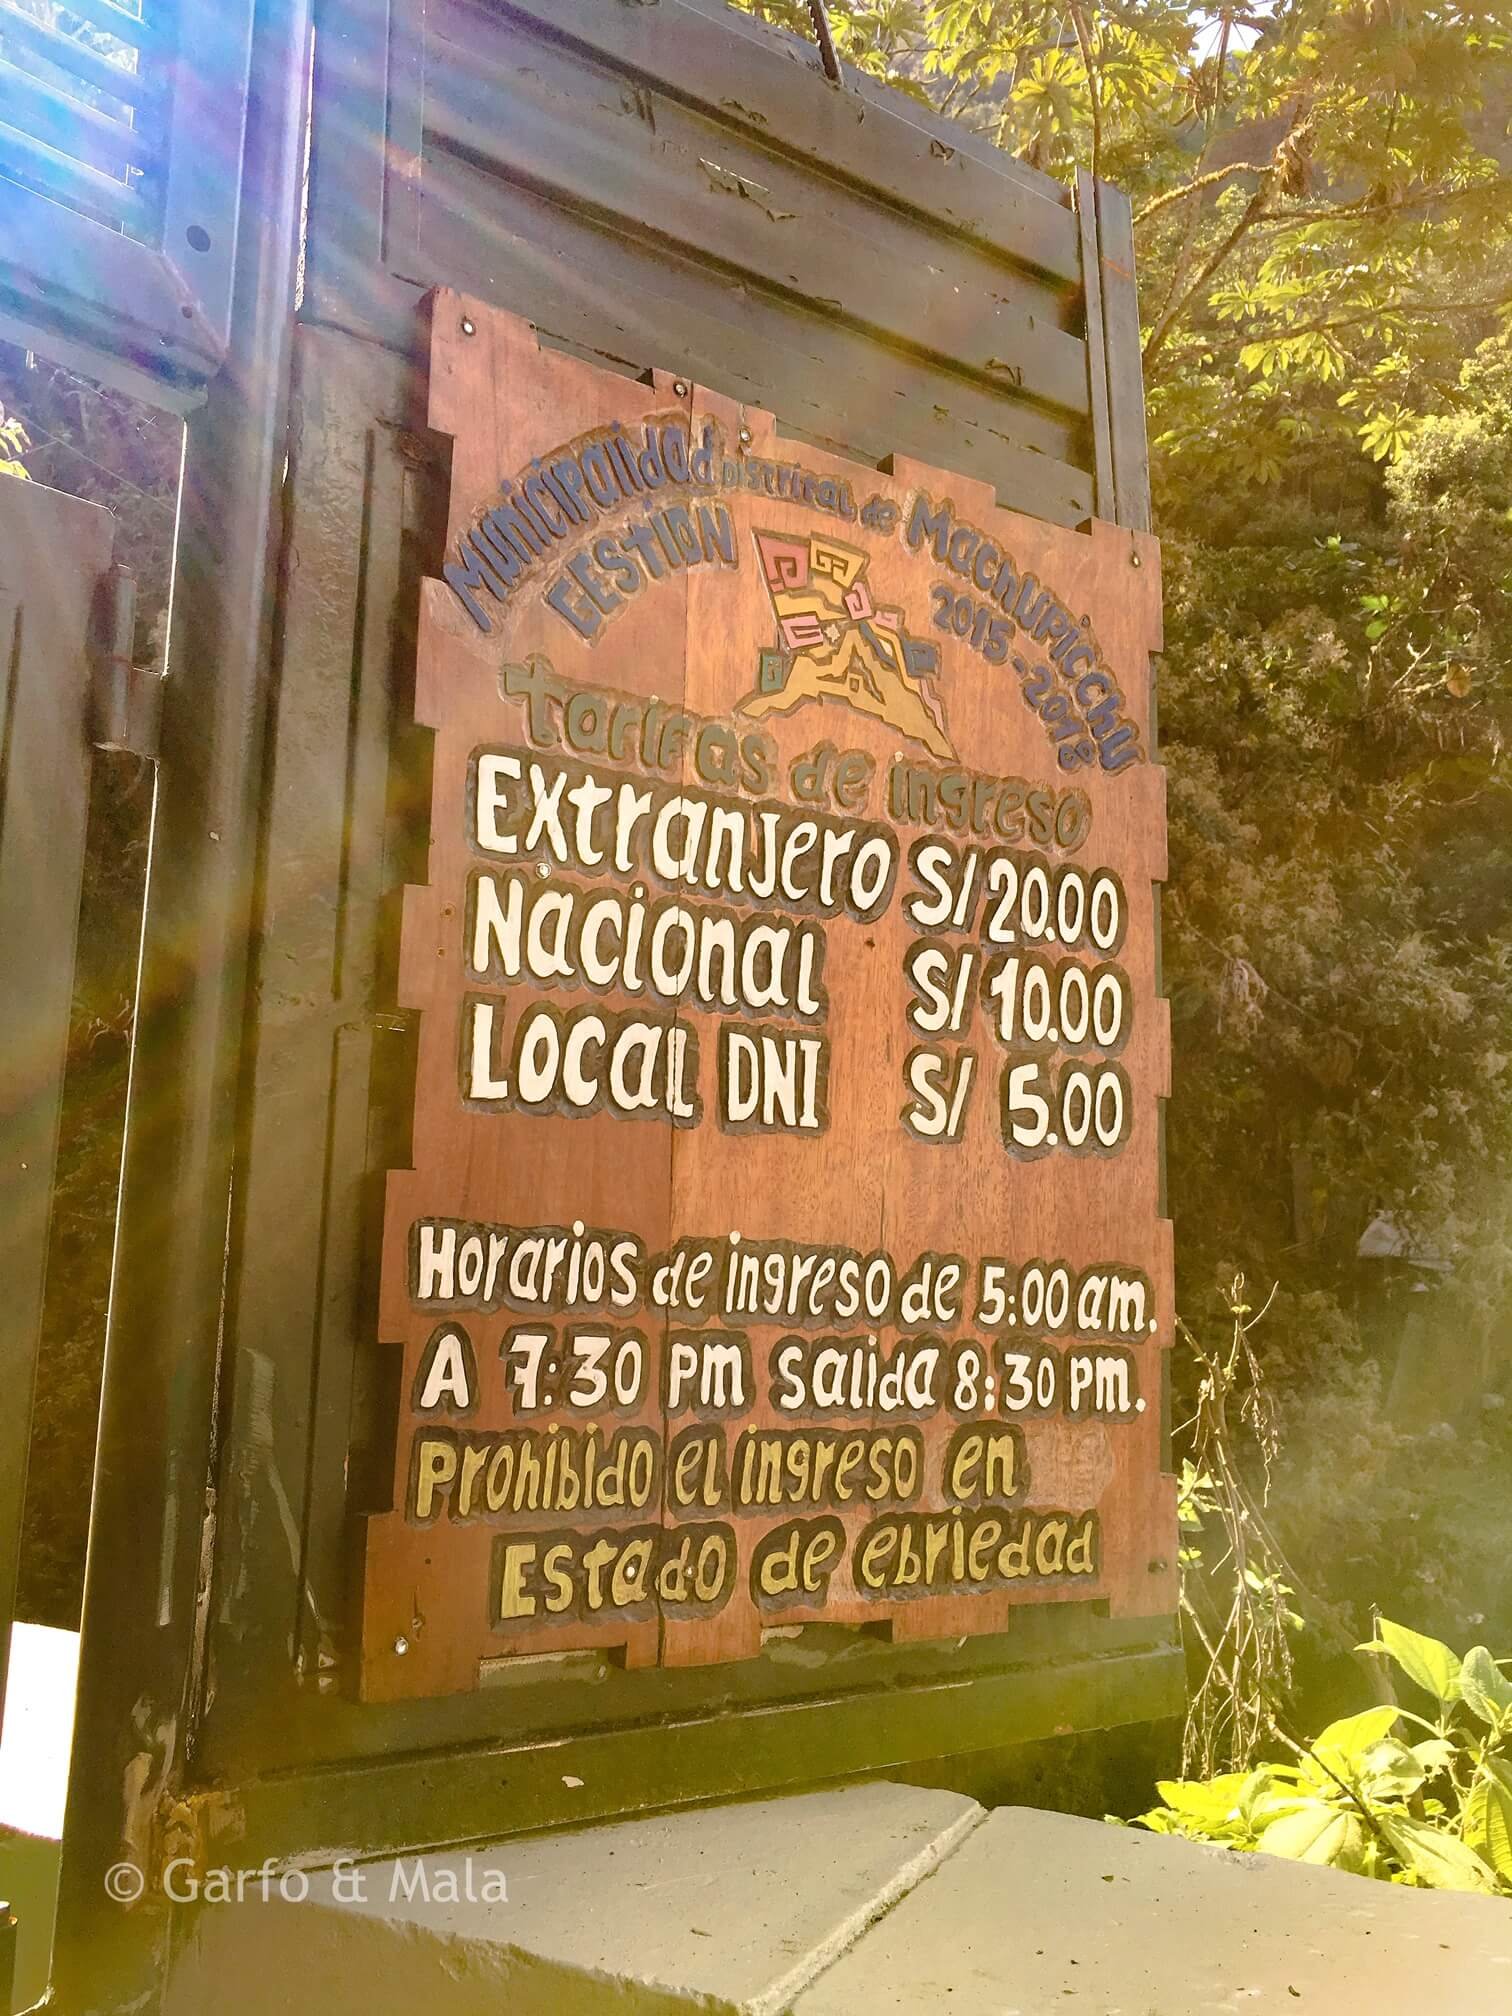 Municipalidad Distrital de Machupicchu
GESTION 2015-2018
tarifas de ingreso
Extranjero S/ 20.00
Nacional S/ 10.00
Local DNI S/ 5.00
Horarios de ingreso de 5:00 am.
A 7:30 pm salida 8:30 pm.
Prohibido el ingreso en
Estado de ebriedad
© Garfo & Mala